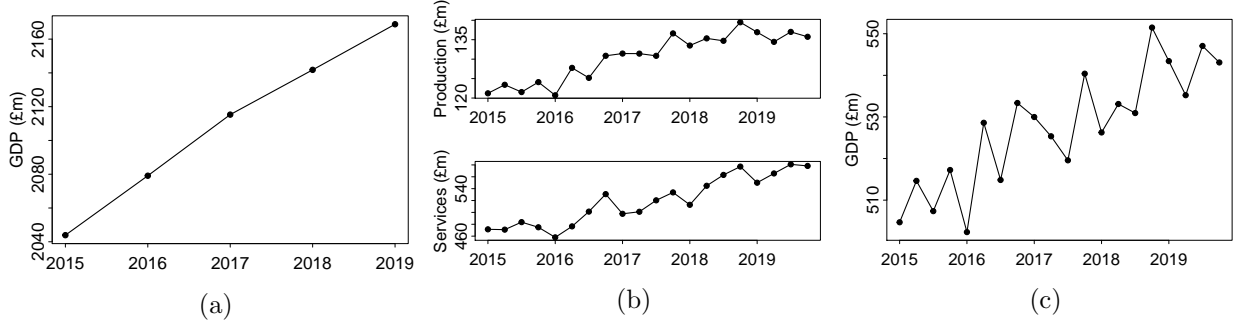 GDP (£m)
2160
2120
2080
2040
2015 2016 2017 2018 2019
(a)
Production (£m)
135
120
2015 2016 2017 2018 2019
Services (£m)
540
460
2015 2016 2017 2018 2019
(b)
GDP (£m)
550
530
510
2015 2016 2017 2018 2019
(c)